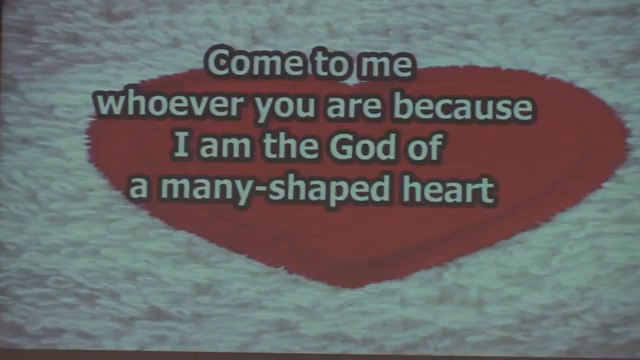 Come to me
whoever you are because
I am the God of
a many-shaped heart